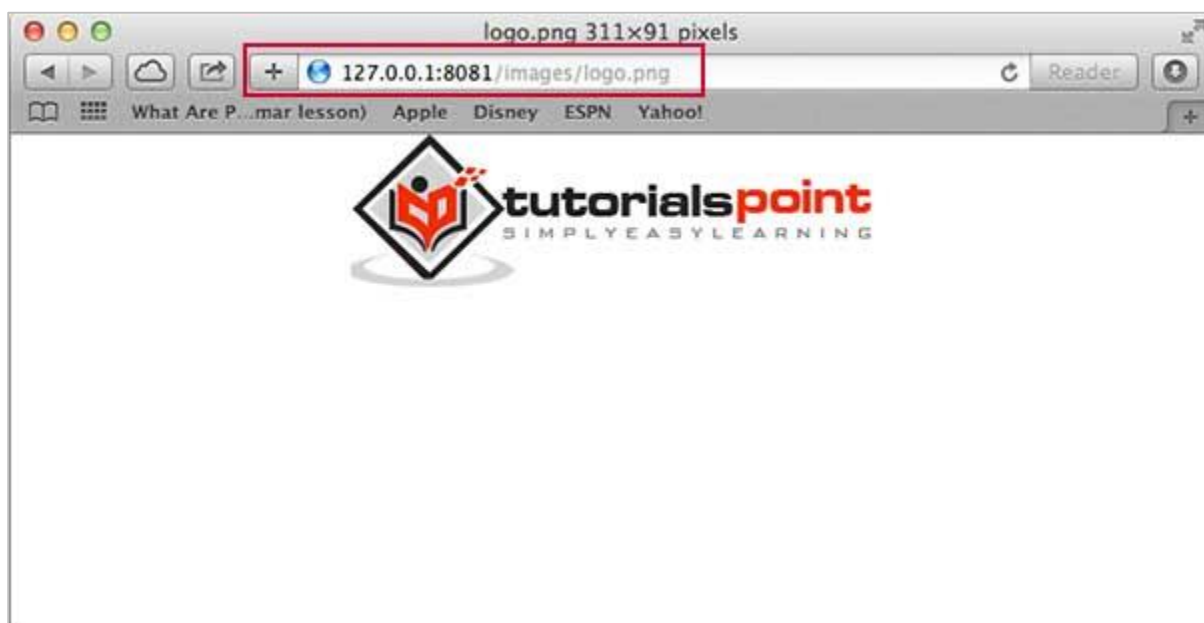 logo.png 311×91 pixels
127.0.0.1:8081/images/logo.png
Reader
What Are P...mar lesson) Apple Disney ESPN Yahoo!
tutorialspoint
SIMPLYEASYLEARNING